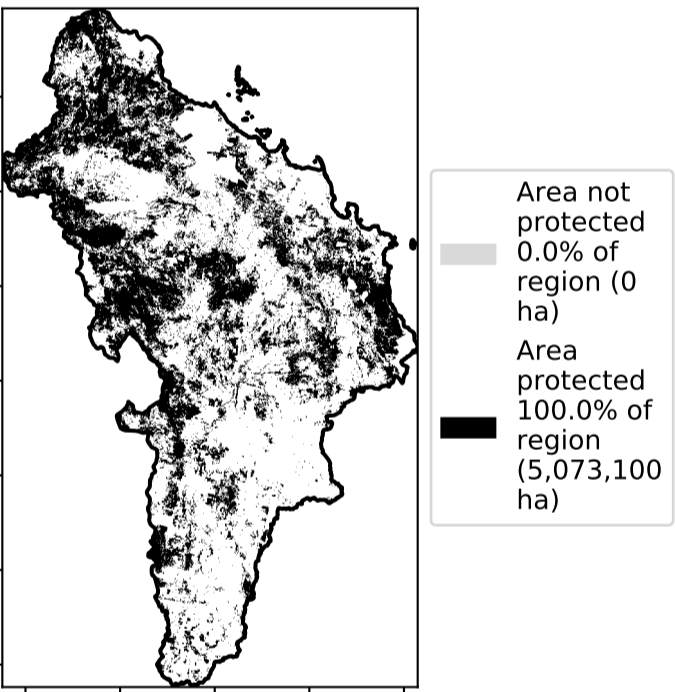 Area not
protected
0.0% of
region (0
ha)
Area
protected
100.0% of
region
(5,073,100
ha)